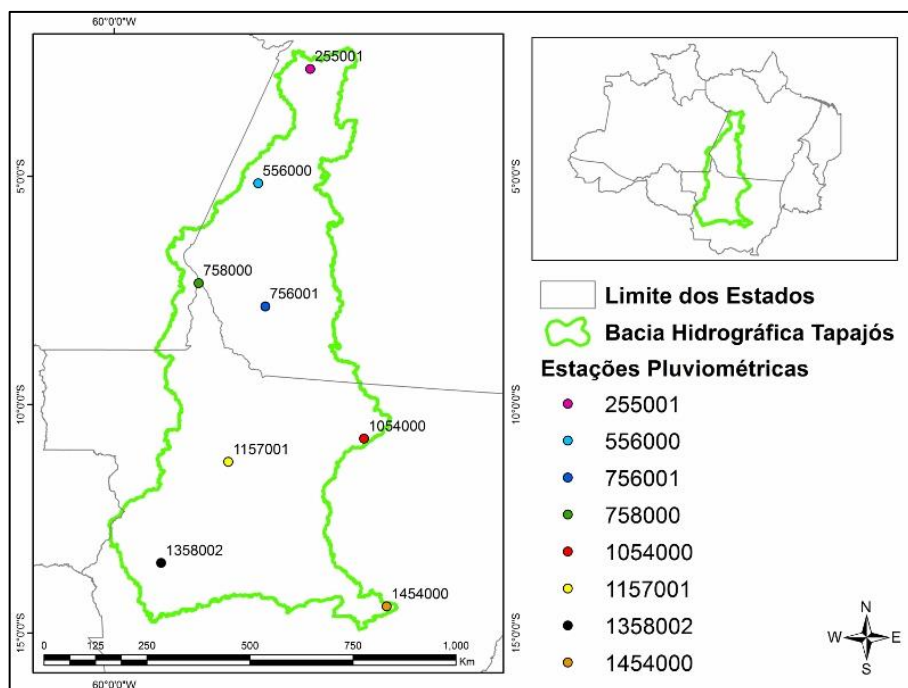 60°0'0"W
255001
556000
758000
756001
1054000
1157001
1358002
1454000
5°0'0"S
10°0'0"S
15°0'0"S
5°0'0"S
10°0'0"S
15°0'0"S
0 125 250 500 750 1,000
Km
60°0'0"W
Limite dos Estados
Bacia Hidrográfica Tapajós
Estações Pluviométricas
255001
556000
756001
758000
1054000
1157001
1358002
1454000
N
W E
S